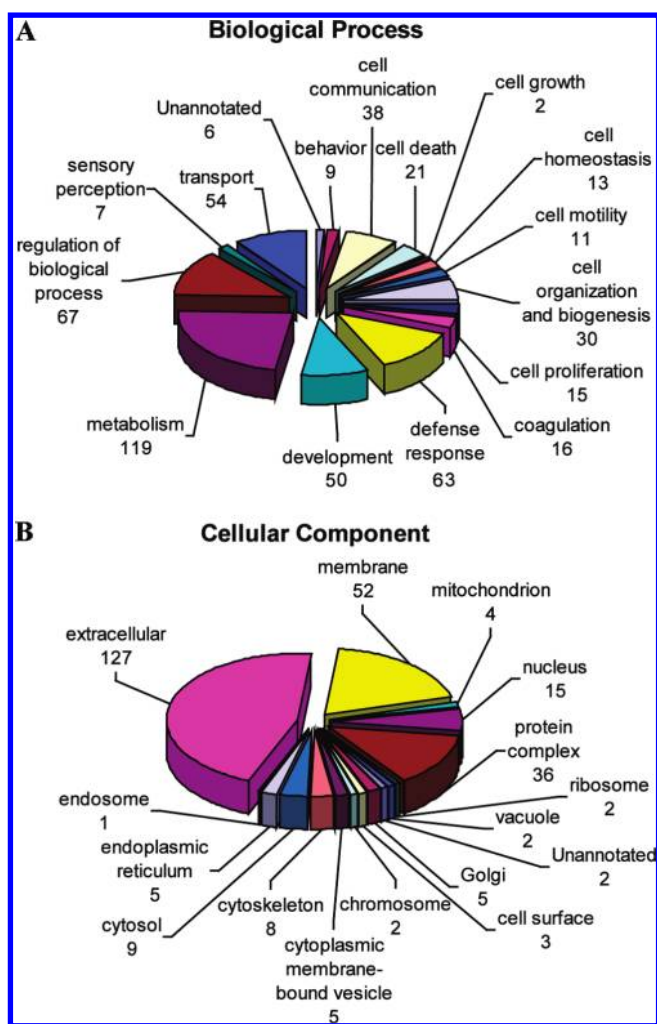 A
Biological Process
cell
communication
38
cell growth
2
Unannotated
6
cell
homeostasis
13
behavior
9
cell death
21
sensory
perception
7
transport
54
cell motility
11
regulation of
biological
process
67
cell
organization
and biogenesis
30
cell proliferation
15
metabolism
119
development
50
defense
response
63
coagulation
16
B
Cellular Component
membrane
52
mitochondrion
4
extracellular
127
nucleus
15
protein
complex
36
endosome
1
ribosome
2
endoplasmic
reticulum
5
vacuole
2
Unannotated
2
Golgi
5
cytosol
9
cytoskeleton
8
chromosome
2
cell surface
3
cytoplasmic
membrane-
bound vesicle
5